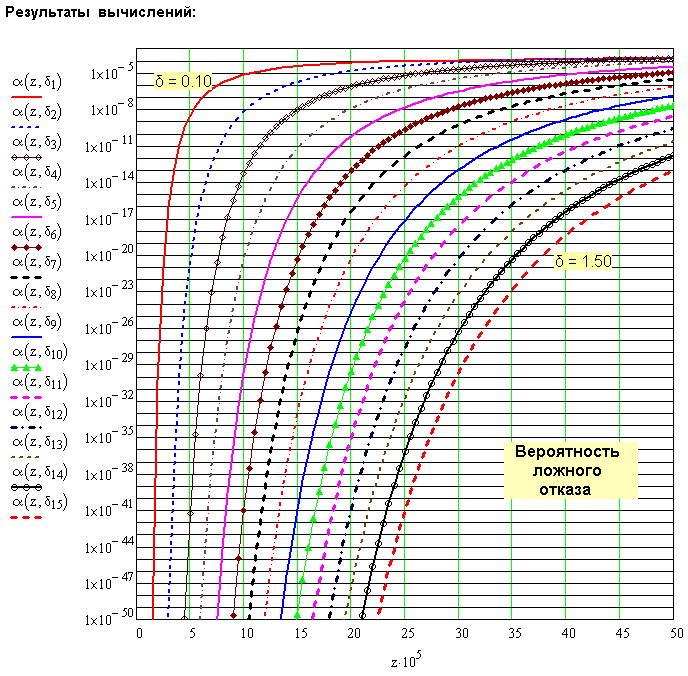 Результаты вычислений:
α(z, δ1)
α(z, δ2)
α(z, δ3)
α(z, δ4)
α(z, δ5)
α(z, δ6)
α(z, δ7)
α(z, δ8)
α(z, δ9)
α(z, δ10)
α(z, δ11)
α(z, δ12)
α(z, δ13)
α(z, δ14)
α(z, δ15)
1×10⁻⁵
1×10⁻⁸
1×10⁻¹¹
1×10⁻¹⁴
1×10⁻¹⁷
1×10⁻²⁰
1×10⁻²³
1×10⁻²⁶
1×10⁻²⁹
1×10⁻³²
1×10⁻³⁵
1×10⁻³⁸
1×10⁻⁴¹
1×10⁻⁴⁴
1×10⁻⁴⁷
1×10⁻⁵⁰
δ = 0.10
δ = 1.50
Вероятность
ложного
отказа
0 5 10 15 20 25 30 35 40 45 50
z·10⁵